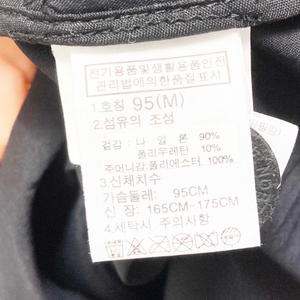 전기용품및생활용품안전
관리법에의한품질표시
1.호칭 95(M)
2.섬유의 조성
겉감: 나 일 론 90%
폴리우레탄 10%
주머니감:폴리에스터 100%
3.신체치수
가슴둘레: 95CM
신 장: 165CM-175CM
4.세탁시 주의사항